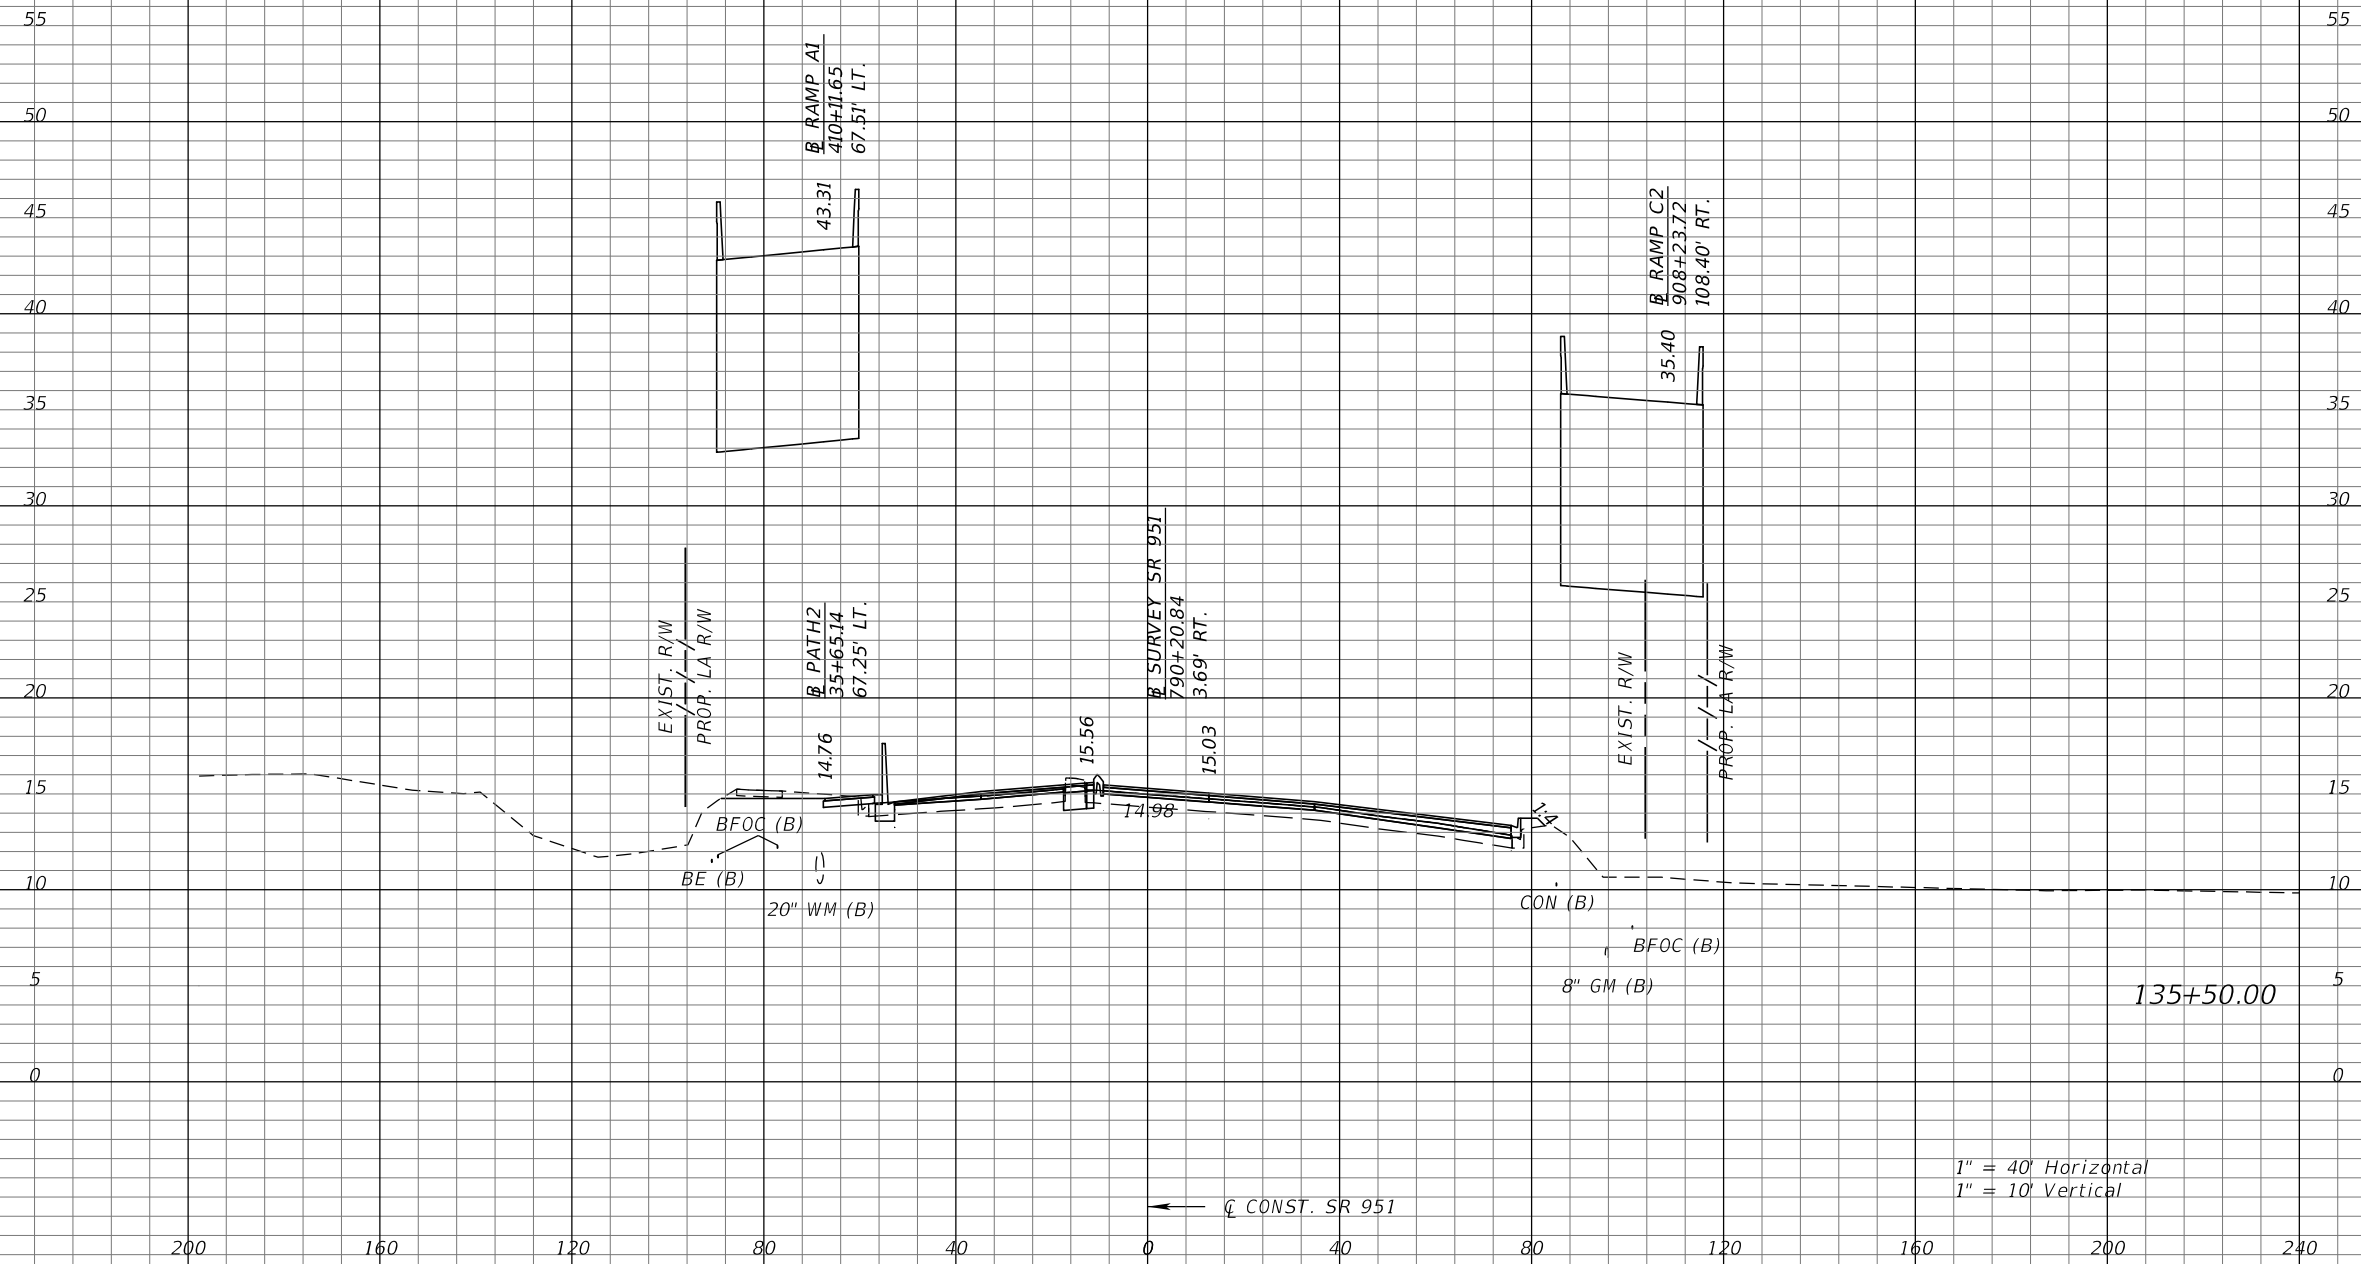 55
55
50
50
45
45
40
40
35
35
30
30
25
25
20
20
15
15
10
10
5
5
0
0
℄ RAMP A1
410+11.65
67.51' LT.
43.31
℄ RAMP C2
908+23.72
108.40' RT.
35.40
EXIST. R/W
PROP. LA R/W
℄ PATH2
35+65.14
67.25' LT.
14.76
℄ SURVEY SR 951
790+20.84
3.69' RT.
15.56
15.03
14.98
EXIST. R/W
PROP. LA R/W
1:4
BFOC (B)
BE (B)
20" WM (B)
CON (B)
BFOC (B)
8" GM (B)
135+50.00
1" = 40' Horizontal
1" = 10' Vertical
℄ CONST. SR 951
200 160 120 80 40 0 40 80 120 160 200 240